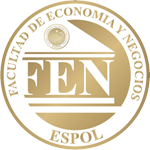 FACULTAD DE ECONOMIA Y NEGOCIOS
FEN
ESPOL